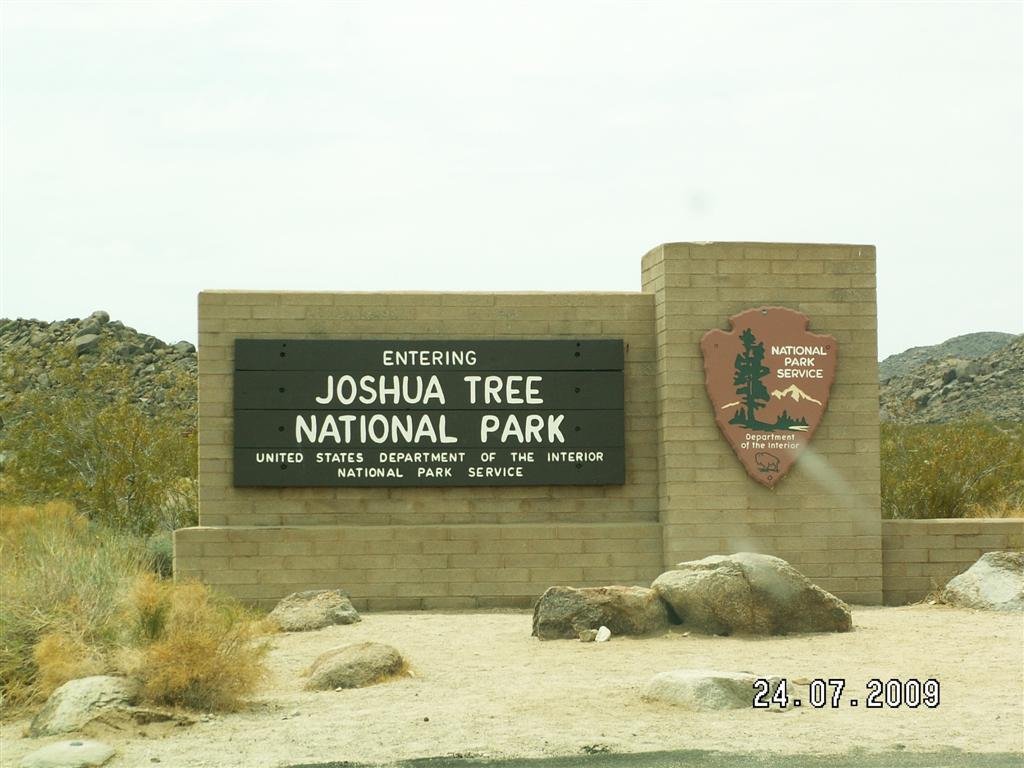 ENTERING
JOSHUA TREE
NATIONAL PARK
UNITED STATES DEPARTMENT OF THE INTERIOR
NATIONAL PARK SERVICE
NATIONAL
PARK
SERVICE
Department
of the Interior
24.07.2009